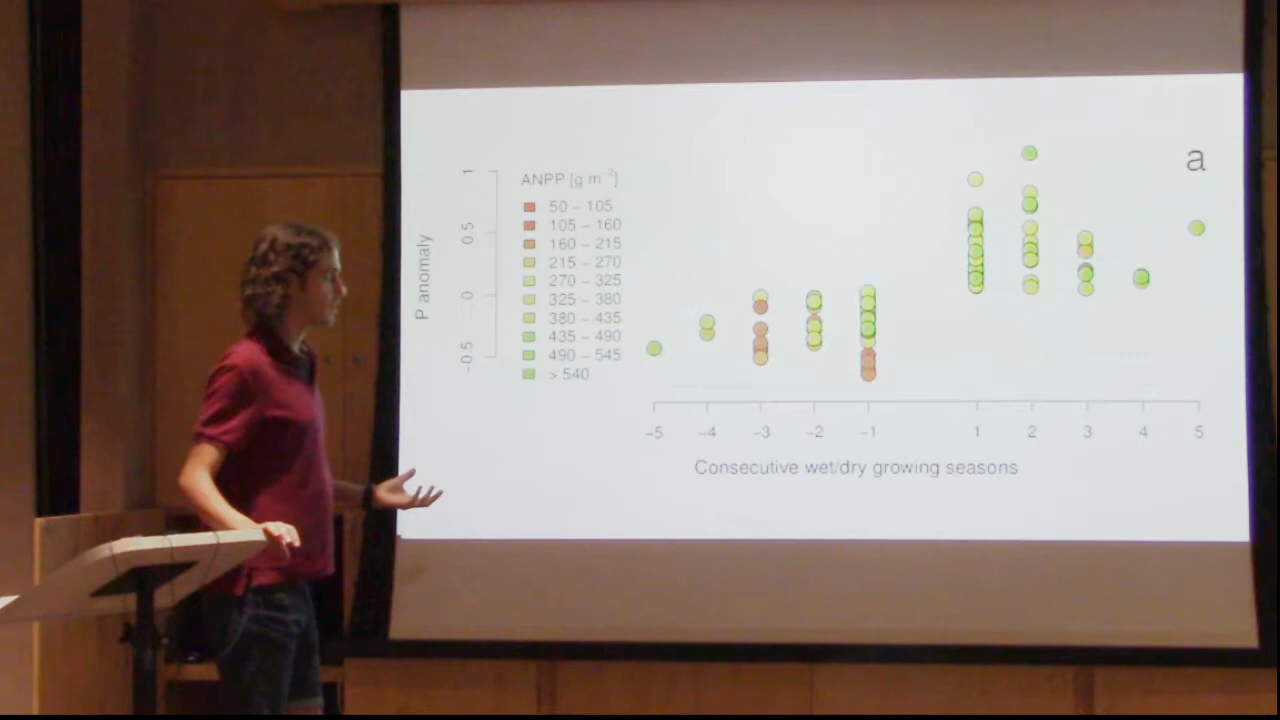 a
ANPP [g m⁻²]
50 – 105
105 – 160
160 – 215
215 – 270
270 – 325
325 – 380
380 – 435
435 – 490
490 – 545
> 540
P anomaly
1
0.5
0
−0.5
−5 −4 −3 −2 −1 1 2 3 4 5
Consecutive wet/dry growing seasons